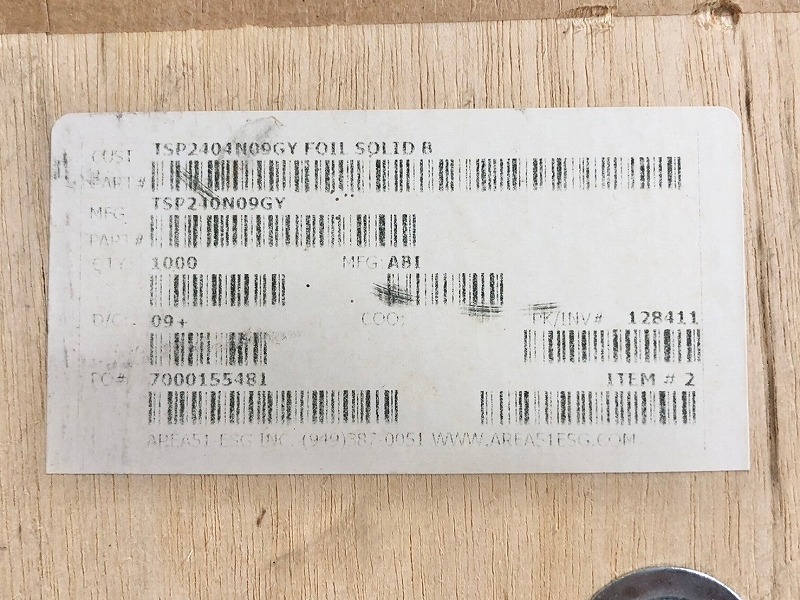 CUST TSP2404N09GY FOIL SOLID B
PART#
MFG TSP240N09GY
PART#
QTY 1000 MFG: ABI
D/C: 09+ COO: PK/INV# 128411
PO# 7000155481 ITEM # 2
AREA51-ESG INC. (949)387-0051 WWW.AREA51ESG.COM